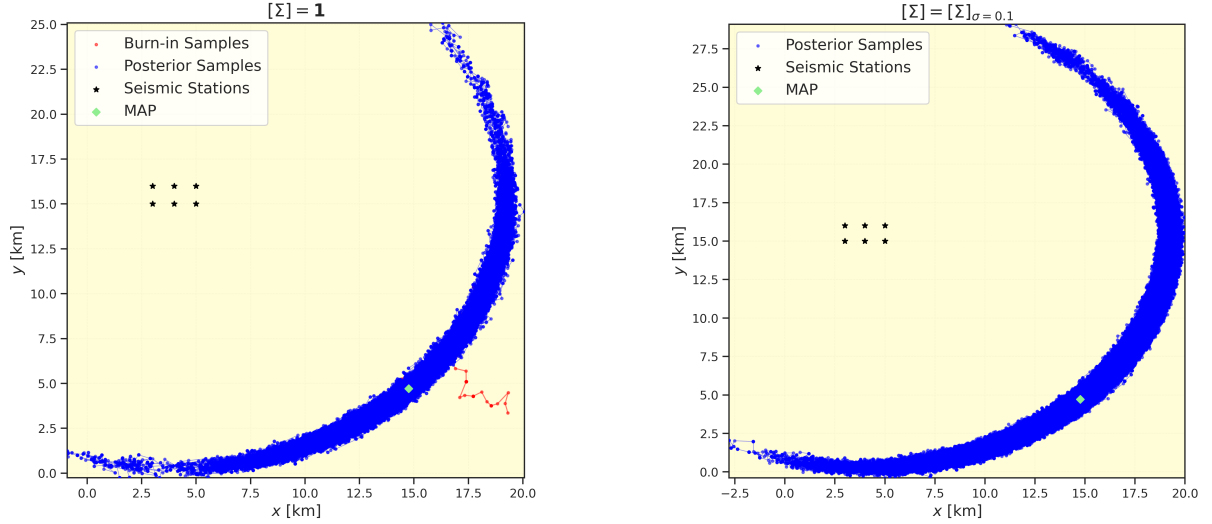 [Σ] = 1
25.0
22.5
20.0
17.5
15.0
12.5
10.0
7.5
5.0
2.5
0.0
y [km]
Burn-in Samples
Posterior Samples
Seismic Stations
MAP
0.0 2.5 5.0 7.5 10.0 12.5 15.0 17.5 20.0
x [km]
[Σ] = [Σ]σ=0.1
27.5
25.0
22.5
20.0
17.5
15.0
12.5
10.0
7.5
5.0
2.5
0.0
y [km]
Posterior Samples
Seismic Stations
MAP
−2.5 0.0 2.5 5.0 7.5 10.0 12.5 15.0 17.5 20.0
x [km]